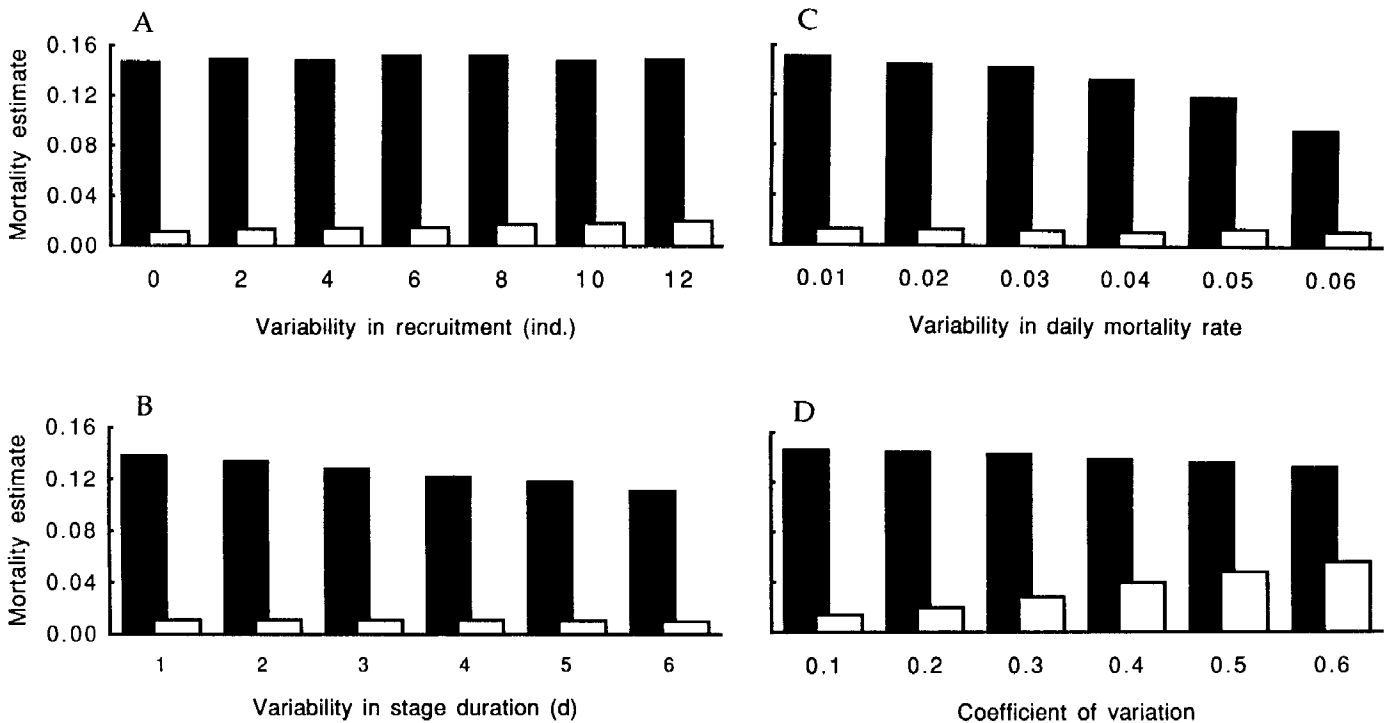 A
Mortality estimate
0.16
0.12
0.08
0.04
0.00
0 2 4 6 8 10 12
Variability in recruitment (ind.)
C
0.01 0.02 0.03 0.04 0.05 0.06
Variability in daily mortality rate
B
Mortality estimate
0.16
0.12
0.08
0.04
0.00
1 2 3 4 5 6
Variability in stage duration (d)
D
0.1 0.2 0.3 0.4 0.5 0.6
Coefficient of variation